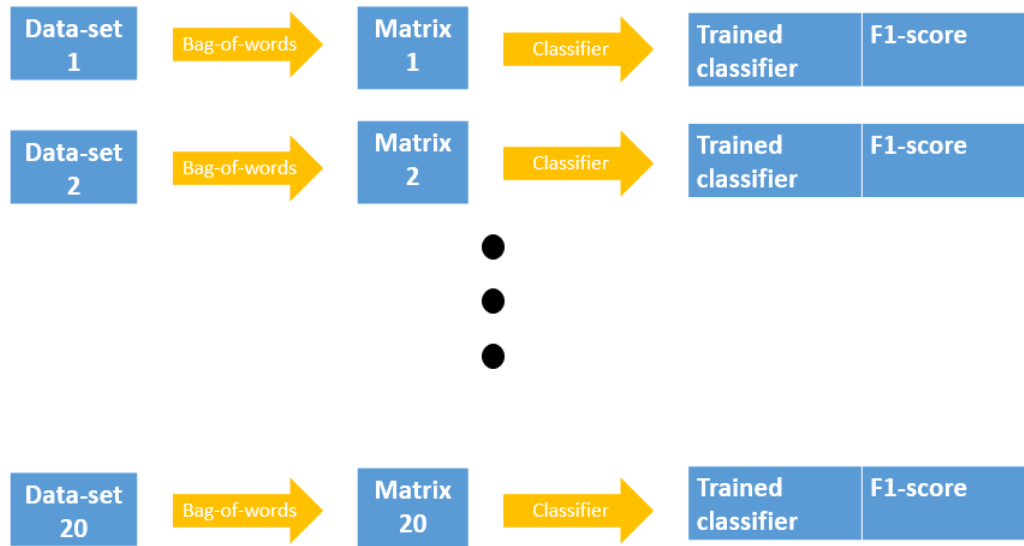 Data-set
1
Bag-of-words
Matrix
1
Classifier
Trained
classifier
F1-score
Data-set
2
Bag-of-words
Matrix
2
Classifier
Trained
classifier
F1-score
Data-set
20
Bag-of-words
Matrix
20
Classifier
Trained
classifier
F1-score